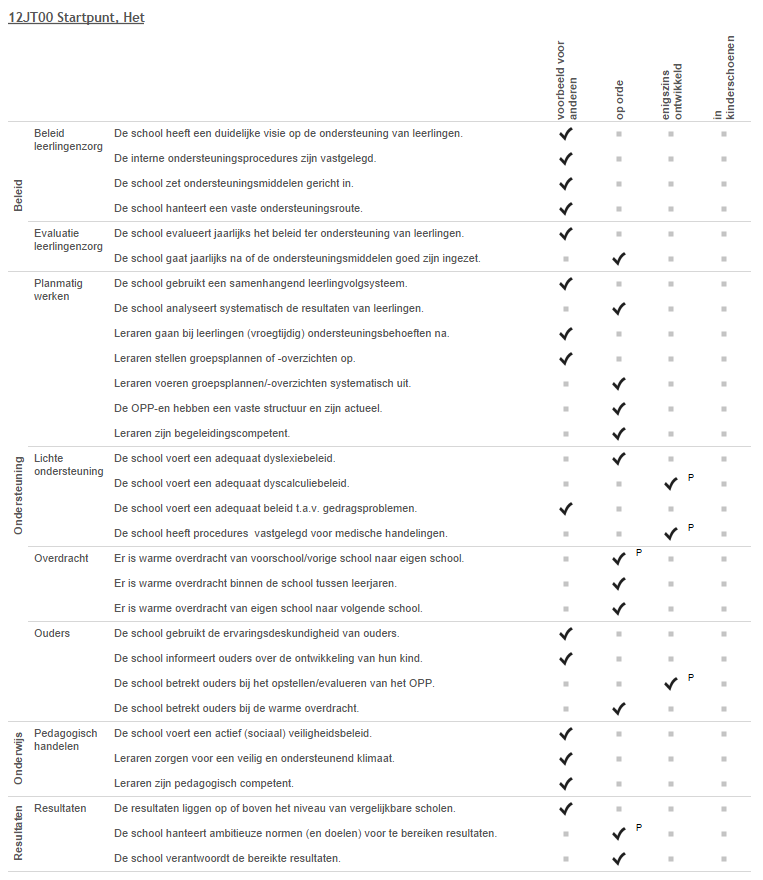 12JT00 Startpunt, Het
voorbeeld voor
anderen
op orde
enigszins
ontwikkeld
in
kinderschoenen
Beleid
Beleid
leerlingenzorg
De school heeft een duidelijke visie op de ondersteuning van leerlingen.
De interne ondersteuningsprocedures zijn vastgelegd.
De school zet ondersteuningsmiddelen gericht in.
De school hanteert een vaste ondersteuningsroute.
Evaluatie
leerlingenzorg
De school evalueert jaarlijks het beleid ter ondersteuning van leerlingen.
De school gaat jaarlijks na of de ondersteuningsmiddelen goed zijn ingezet.
Ondersteuning
Planmatig
werken
De school gebruikt een samenhangend leerlingvolgsysteem.
De school analyseert systematisch de resultaten van leerlingen.
Leraren gaan bij leerlingen (vroegtijdig) ondersteuningsbehoeften na.
Leraren stellen groepsplannen of -overzichten op.
Leraren voeren groepsplannen/-overzichten systematisch uit.
De OPP-en hebben een vaste structuur en zijn actueel.
Leraren zijn begeleidingscompetent.
Lichte
ondersteuning
De school voert een adequaat dyslexiebeleid.
De school voert een adequaat dyscalculiebeleid. P
De school voert een adequaat beleid t.a.v. gedragsproblemen.
De school heeft procedures vastgelegd voor medische handelingen. P
Overdracht
Er is warme overdracht van voorschool/vorige school naar eigen school. P
Er is warme overdracht binnen de school tussen leerjaren.
Er is warme overdracht van eigen school naar volgende school.
Ouders
De school gebruikt de ervaringsdeskundigheid van ouders.
De school informeert ouders over de ontwikkeling van hun kind.
De school betrekt ouders bij het opstellen/evalueren van het OPP. P
De school betrekt ouders bij de warme overdracht.
Onderwijs
Pedagogisch
handelen
De school voert een actief (sociaal) veiligheidsbeleid.
Leraren zorgen voor een veilig en ondersteunend klimaat.
Leraren zijn pedagogisch competent.
Resultaten
Resultaten
De resultaten liggen op of boven het niveau van vergelijkbare scholen.
De school hanteert ambitieuze normen (en doelen) voor te bereiken resultaten. P
De school verantwoordt de bereikte resultaten.